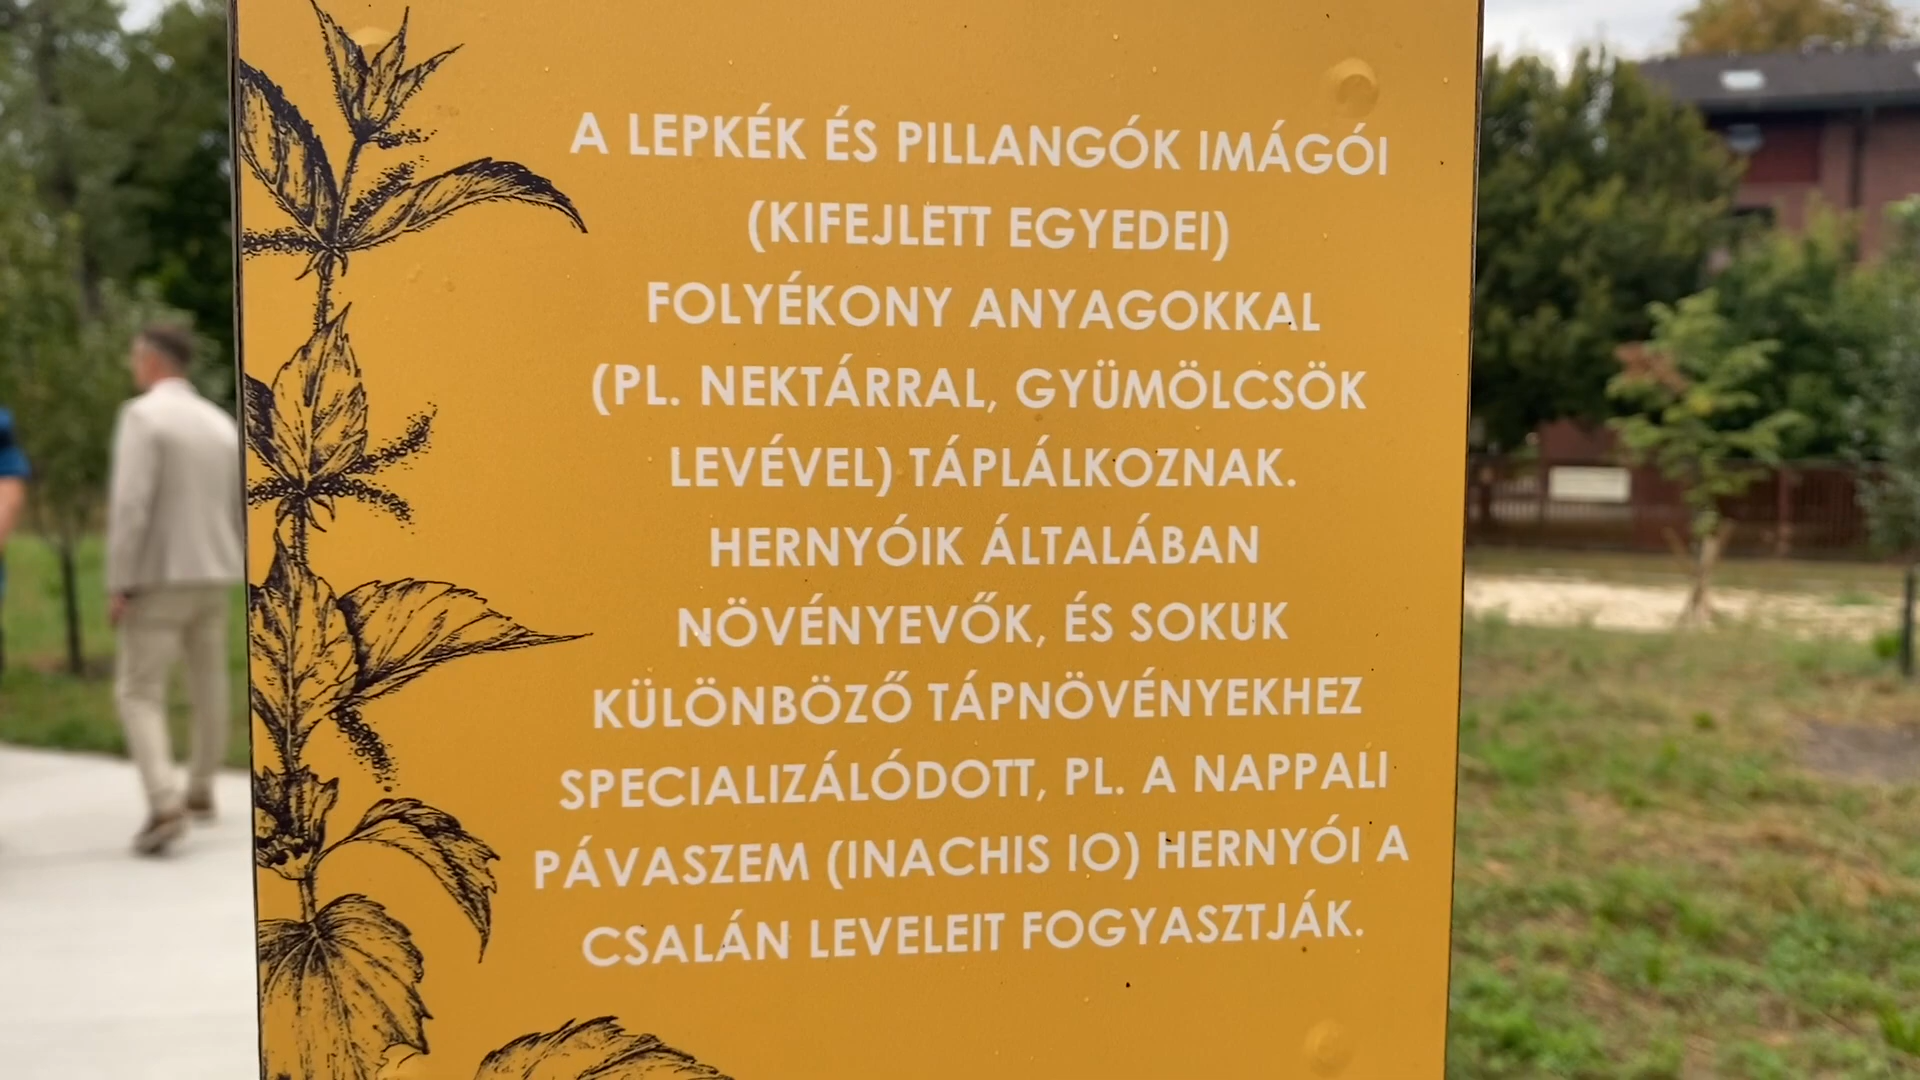 A LEPKÉK ÉS PILLANGÓK IMÁGÓI
(KIFEJLETT EGYEDEI)
FOLYÉKONY ANYAGOKKAL
(PL. NEKTÁRRAL, GYÜMÖLCSÖK
LEVÉVEL) TÁPLÁLKOZNAK.
HERNYÓIK ÁLTALÁBAN
NÖVÉNYEVŐK, ÉS SOKUK
KÜLÖNBÖZŐ TÁPNÖVÉNYEKHEZ
SPECIALIZÁLÓDOTT, PL. A NAPPALI
PÁVASZEM (INACHIS IO) HERNYÓI A
CSALÁN LEVELEIT FOGYASZTJÁK.